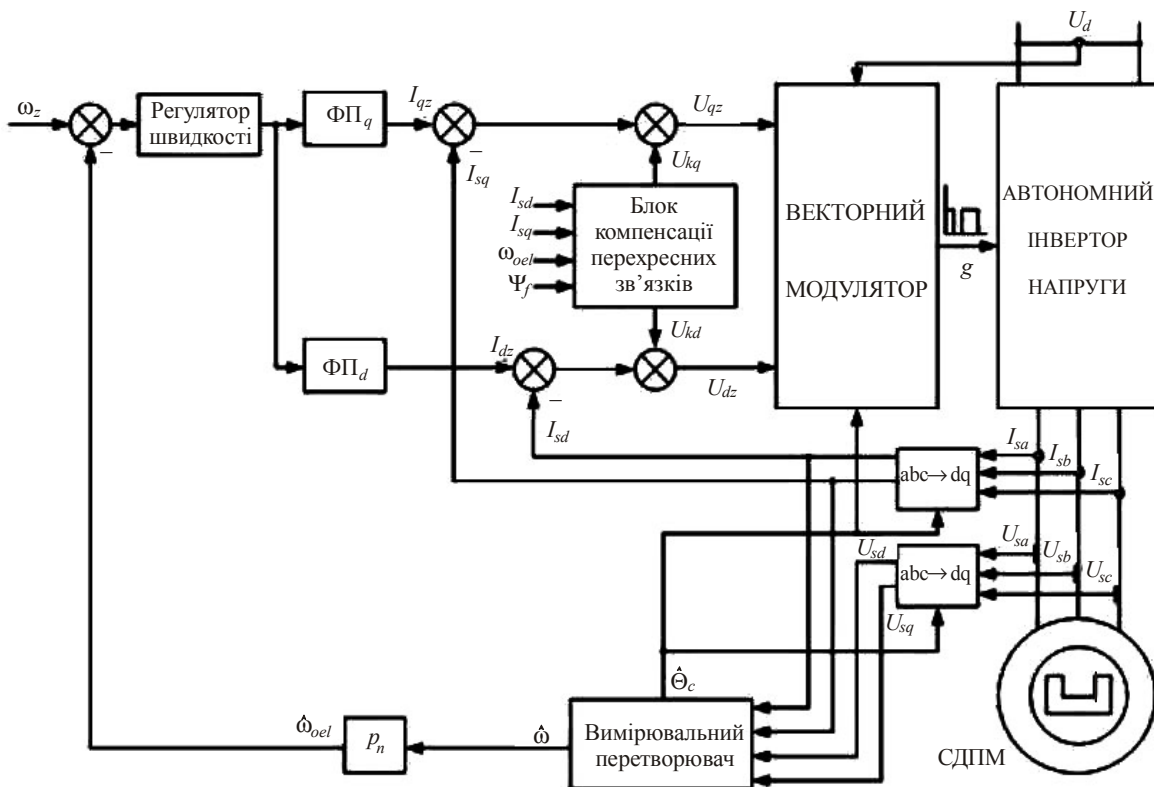 U_d
ω_z
Регулятор
швидкості
ФП_q
I_qz
U_qz
−
−
I_sq
U_kq
I_sd
I_sq
ω_oel
Ψ_f
Блок
компенсації
перехресних
зв’язків
ВЕКТОРНИЙ
МОДУЛЯТОР
g
АВТОНОМНИЙ
ІНВЕРТОР
НАПРУГИ
ФП_d
I_dz
U_kd
U_dz
−
I_sd
abc→dq
I_sa
I_sb
I_sc
U_sd
abc→dq
U_sa
U_sb
U_sc
U_sq
Θ̂_c
ω̂_oel
p_n
ω̂
Вимірювальний
перетворювач
СДПМ